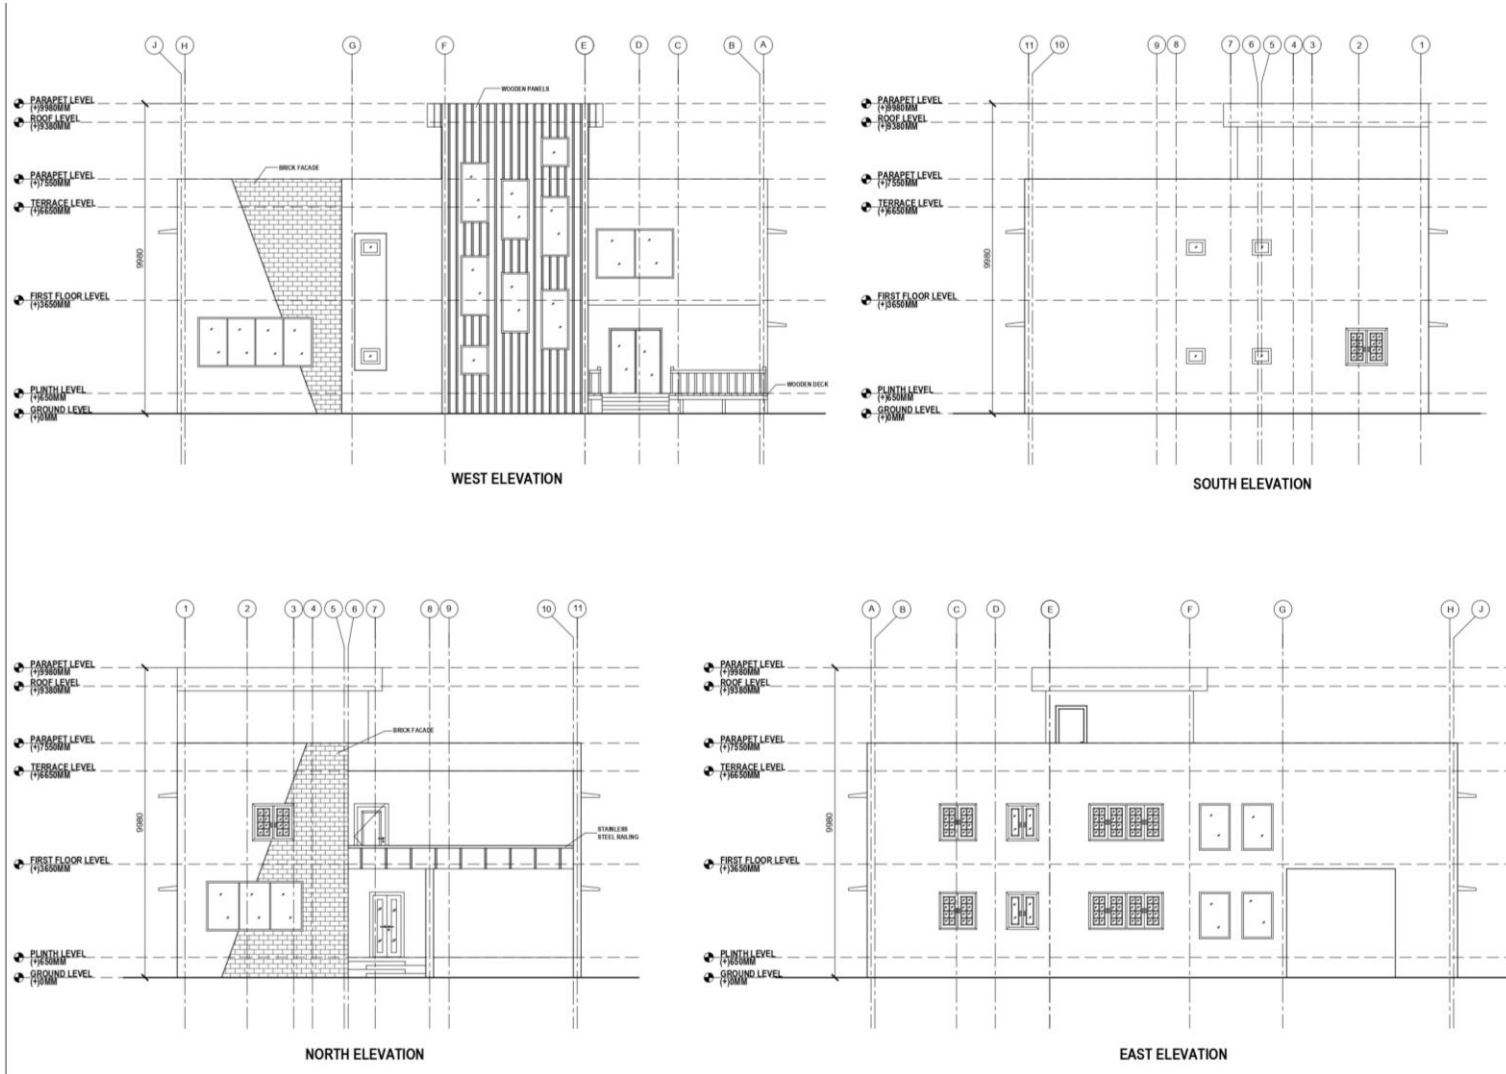 J H G F E D C B A
WOODEN PANELS
PARAPET LEVEL
(+)9980MM
ROOF LEVEL
(+)9380MM
BRICK FACADE
PARAPET LEVEL
(+)7550MM
TERRACE LEVEL
(+)6650MM
9980
FIRST FLOOR LEVEL
(+)3650MM
WOODEN DECK
PLINTH LEVEL
(+)650MM
GROUND LEVEL
(+)0MM
WEST ELEVATION
11 10 9 8 7 6 5 4 3 2 1
PARAPET LEVEL
(+)9980MM
ROOF LEVEL
(+)9380MM
PARAPET LEVEL
(+)7550MM
TERRACE LEVEL
(+)6650MM
9980
FIRST FLOOR LEVEL
(+)3650MM
PLINTH LEVEL
(+)650MM
GROUND LEVEL
(+)0MM
SOUTH ELEVATION
1 2 3 4 5 6 7 8 9 10 11
PARAPET LEVEL
(+)9980MM
ROOF LEVEL
(+)9380MM
BRICK FACADE
PARAPET LEVEL
(+)7550MM
TERRACE LEVEL
(+)6650MM
9980
STAINLESS
STEEL RAILING
FIRST FLOOR LEVEL
(+)3650MM
PLINTH LEVEL
(+)650MM
GROUND LEVEL
(+)0MM
NORTH ELEVATION
A B C D E F G H J
PARAPET LEVEL
(+)9980MM
ROOF LEVEL
(+)9380MM
PARAPET LEVEL
(+)7550MM
TERRACE LEVEL
(+)6650MM
9980
FIRST FLOOR LEVEL
(+)3650MM
PLINTH LEVEL
(+)650MM
GROUND LEVEL
(+)0MM
EAST ELEVATION